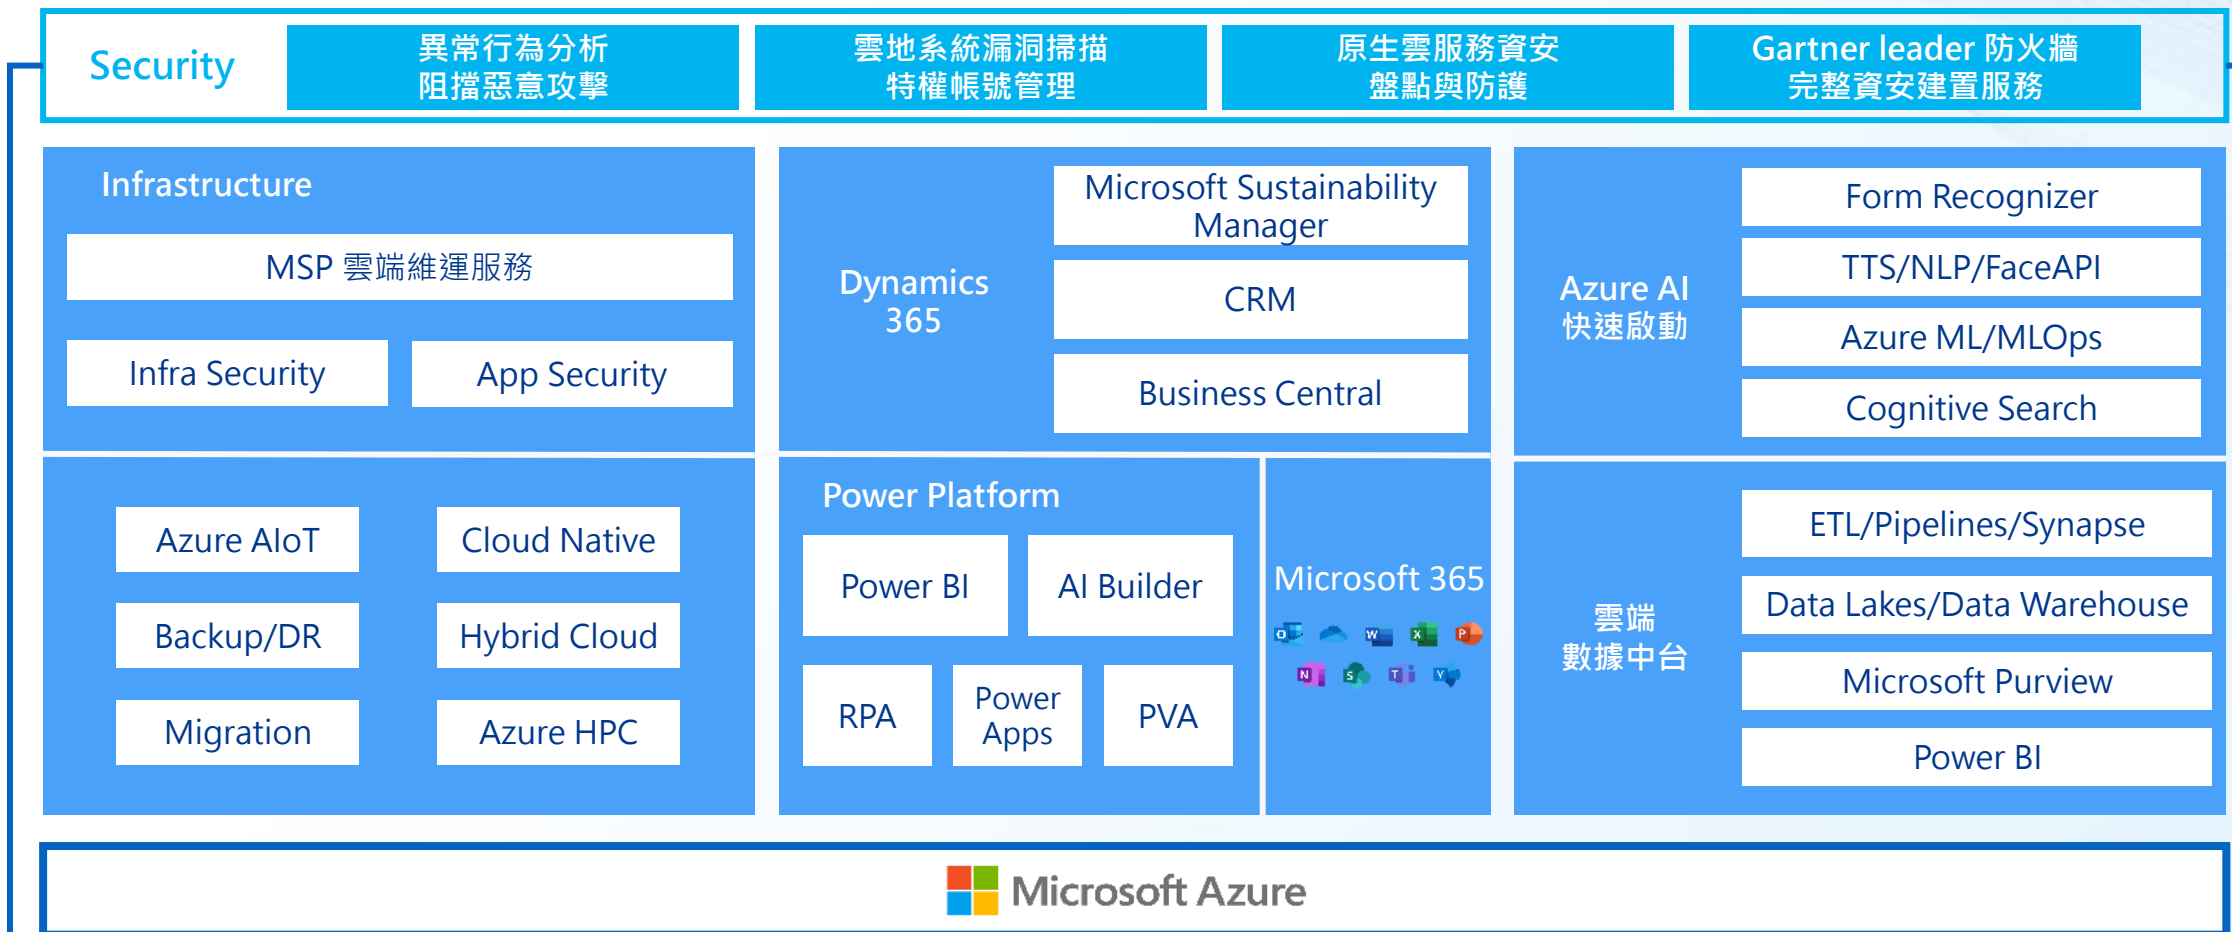 Security
異常行為分析
阻擋惡意攻擊
雲地系統漏洞掃描
特權帳號管理
原生雲服務資安
盤點與防護
Gartner leader 防火牆
完整資安建置服務
Infrastructure
MSP 雲端維運服務
Infra Security
App Security
Azure AIoT
Cloud Native
Backup/DR
Hybrid Cloud
Migration
Azure HPC
Dynamics
365
Microsoft Sustainability
Manager
CRM
Business Central
Power Platform
Power BI
AI Builder
RPA
Power
Apps
PVA
Microsoft 365
O
W
X
P
N
S
T
Y
Azure AI
快速啟動
Form Recognizer
TTS/NLP/FaceAPI
Azure ML/MLOps
Cognitive Search
雲端
數據中台
ETL/Pipelines/Synapse
Data Lakes/Data Warehouse
Microsoft Purview
Power BI
Microsoft Azure